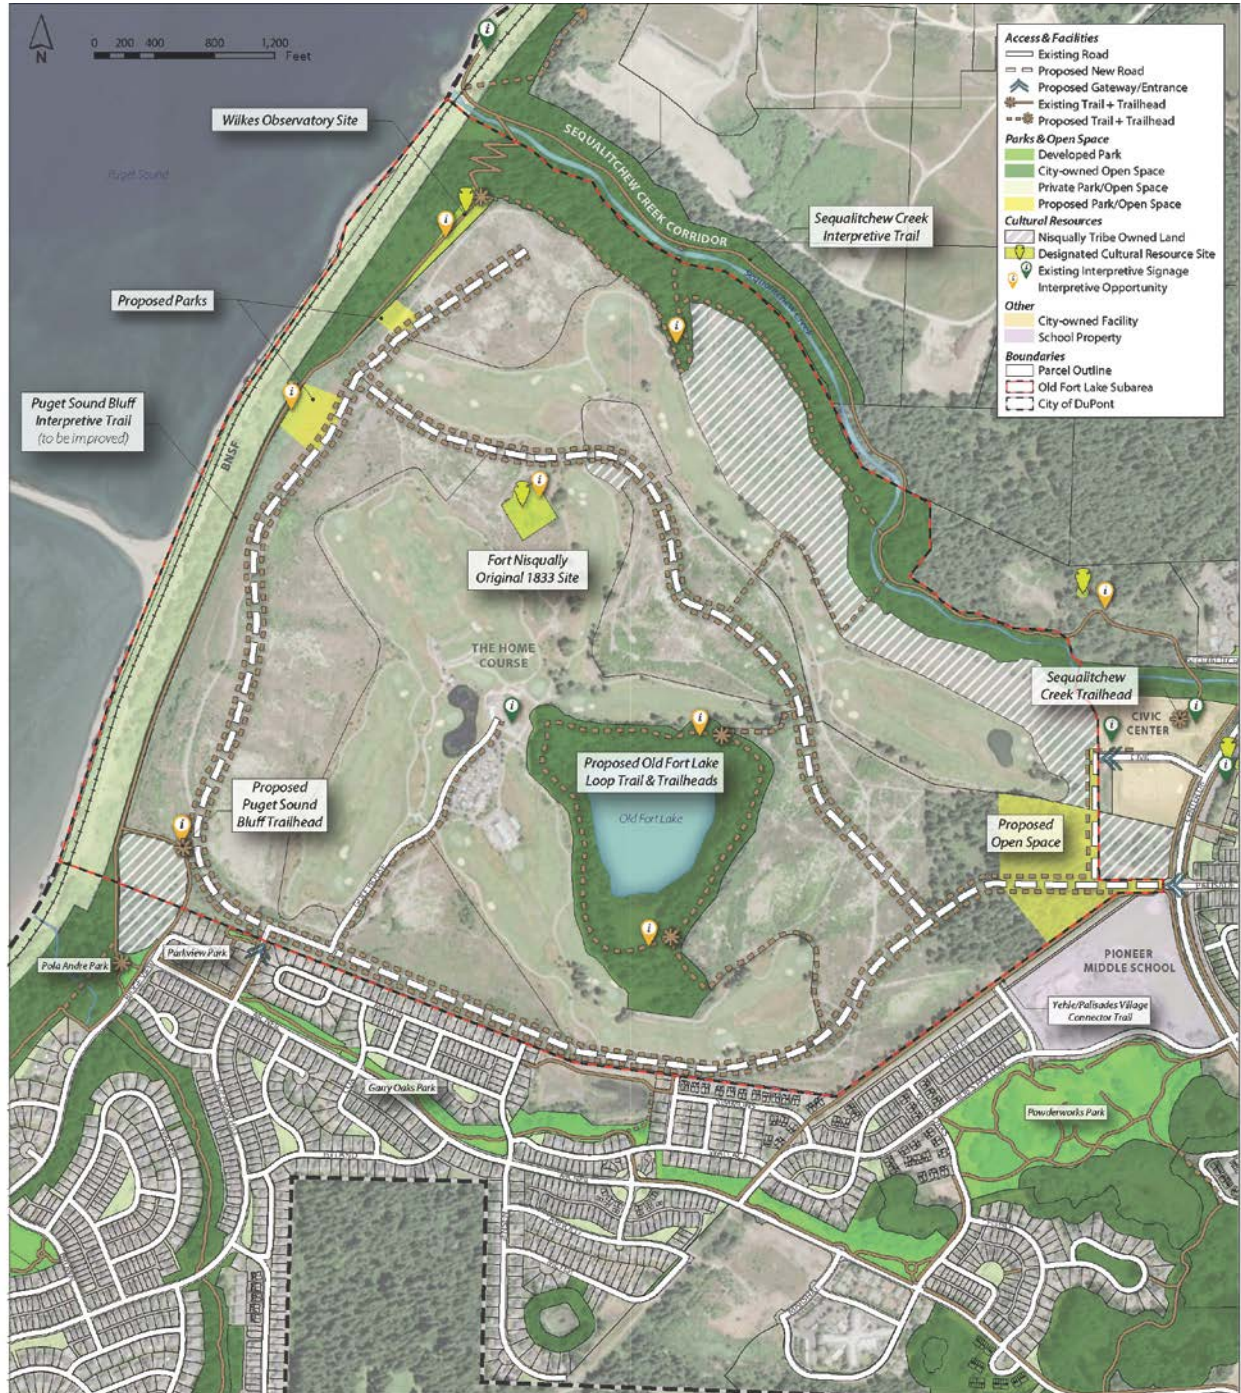 N
0 200 400 800 1,200
Feet
Access & Facilities
Existing Road
Proposed New Road
Proposed Gateway/Entrance
Existing Trail + Trailhead
Proposed Trail + Trailhead
Parks & Open Space
Developed Park
City-owned Open Space
Private Park/Open Space
Proposed Park/Open Space
Cultural Resources
Nisqually Tribe Owned Land
Designated Cultural Resource Site
Existing Interpretive Signage
Interpretive Opportunity
Other
City-owned Facility
School Property
Boundaries
Parcel Outline
Old Fort Lake Subarea
City of DuPont
Wilkes Observatory Site
Puget Sound
SEQUALITCHEW CREEK CORRIDOR
Sequalitchew Creek
Interpretive Trail
Proposed Parks
Puget Sound Bluff
Interpretive Trail
(to be improved)
BNSF
Fort Nisqually
Original 1833 Site
THE HOME
COURSE
Sequalitchew
Creek Trailhead
CIVIC
CENTER
Proposed Old Fort Lake
Loop Trail & Trailheads
Old Fort Lake
Proposed
Puget Sound
Bluff Trailhead
Proposed
Open Space
Pola Andre Park
Parkview Park
PIONEER
MIDDLE SCHOOL
Yehle/Palisades Village
Connector Trail
Garry Oaks Park
Powderworks Park